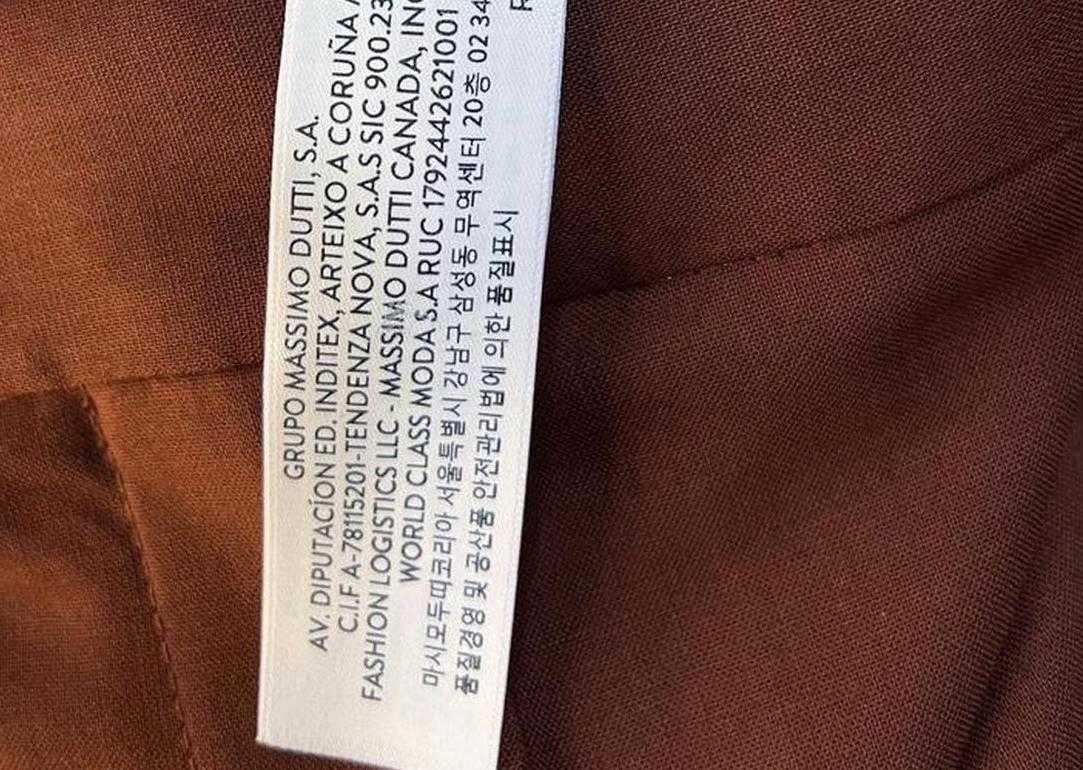 GRUPO MASSIMO DUTTI, S.A.
AV. DIPUTACÍON ED. INDITEX, ARTEIXO A CORUÑA
C.I.F A-78115201-TENDENZA NOVA, S.A.S SIC 900.23
FASHION LOGISTICS LLC - MASSIMO DUTTI CANADA, INC
WORLD CLASS MODA S.A RUC 1792442621001
마시모두띠코리아 서울특별시 강남구 삼성동 무역센터 20층 02 34
품질경영 및 공산품 안전관리법에 의한 품질표시
R